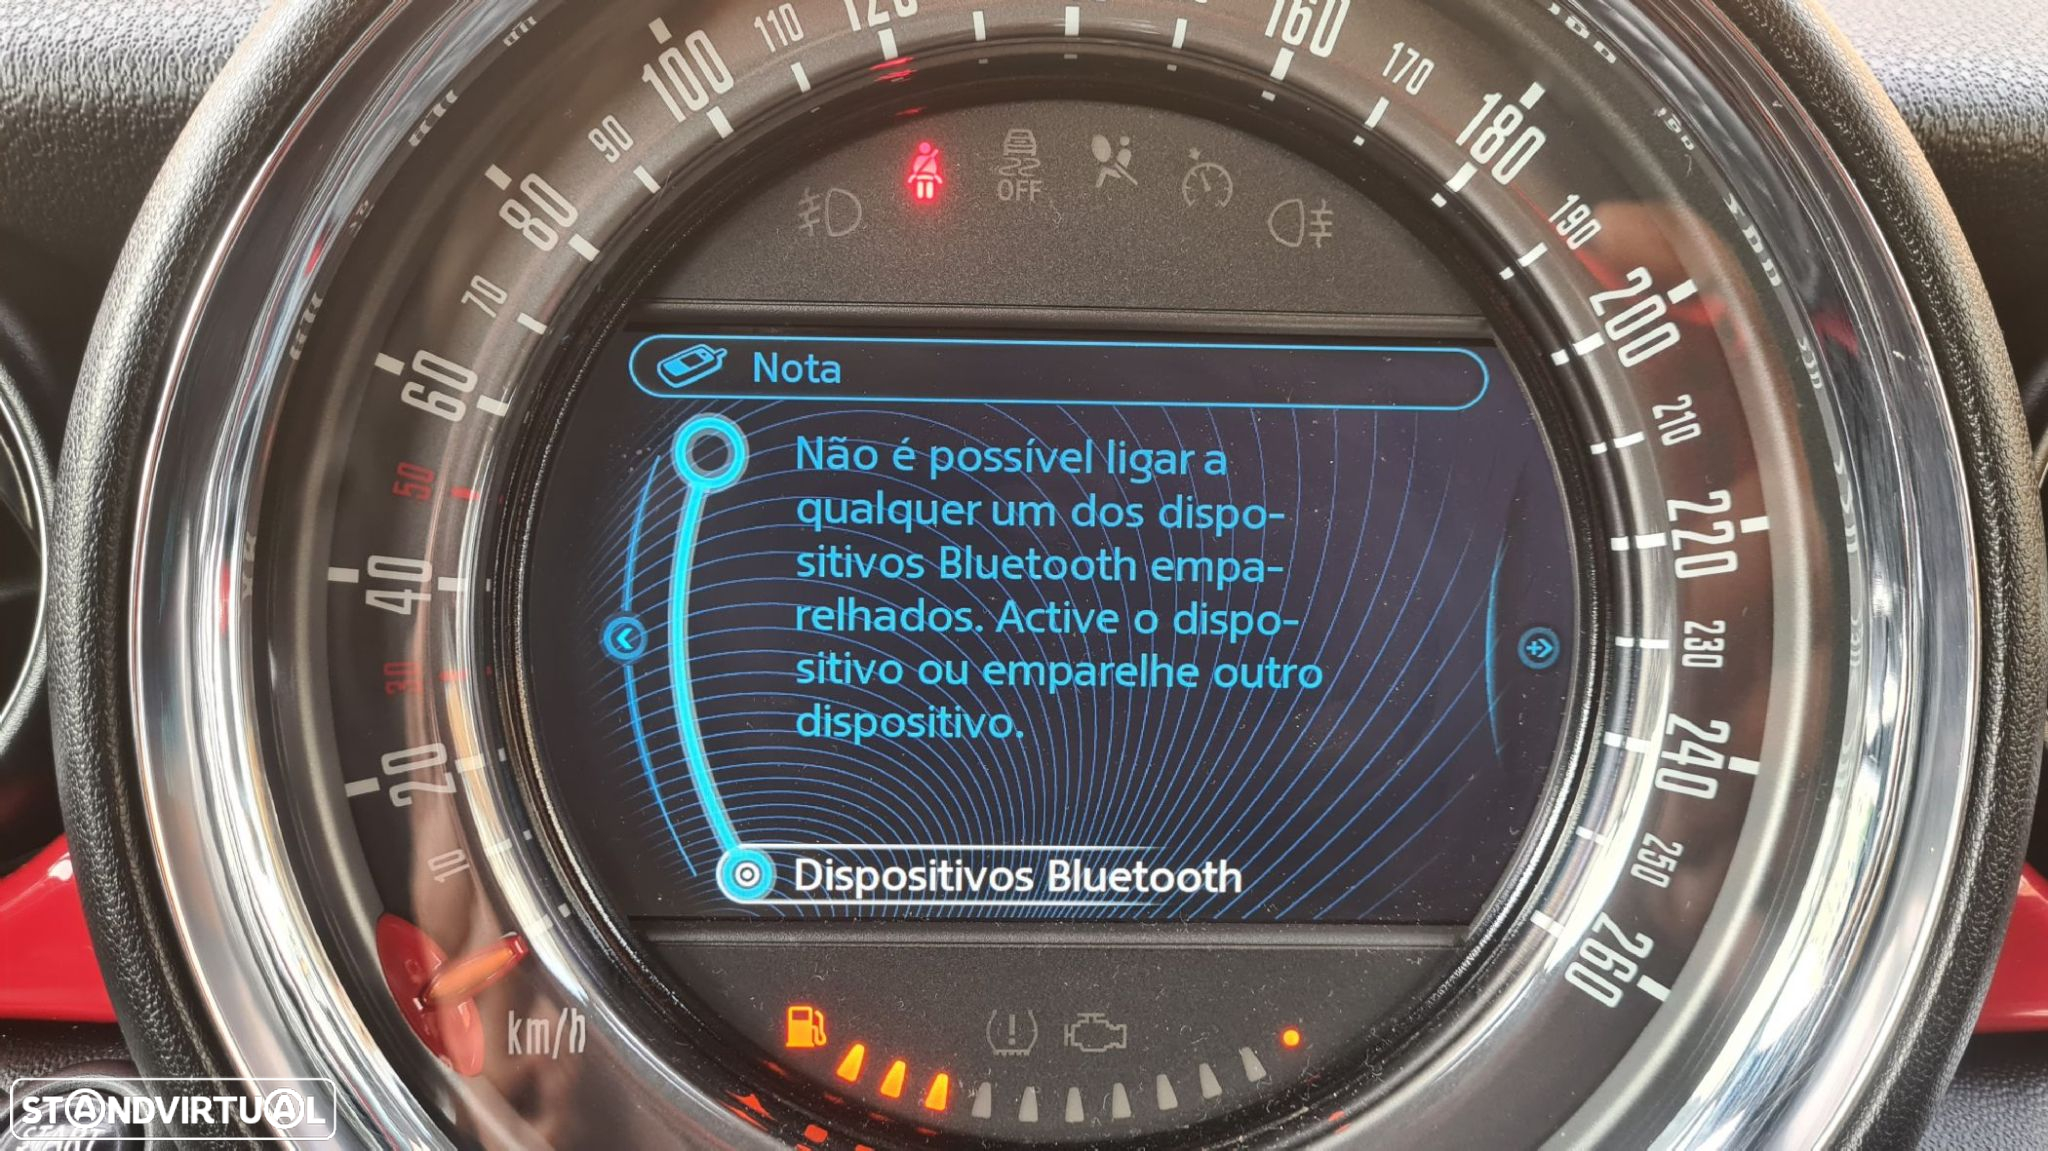 110
120
160
170
100
90
180
80
190
OFF
70
200
60
Nota
210
50
Não é possível ligar a
qualquer um dos dispo-
sitivos Bluetooth empa-
relhados. Active o dispo-
sitivo ou emparelhe outro
dispositivo.
220
40
230
30
240
20
250
10
Dispositivos Bluetooth
260
km/h
STANDVIRTUAL
START